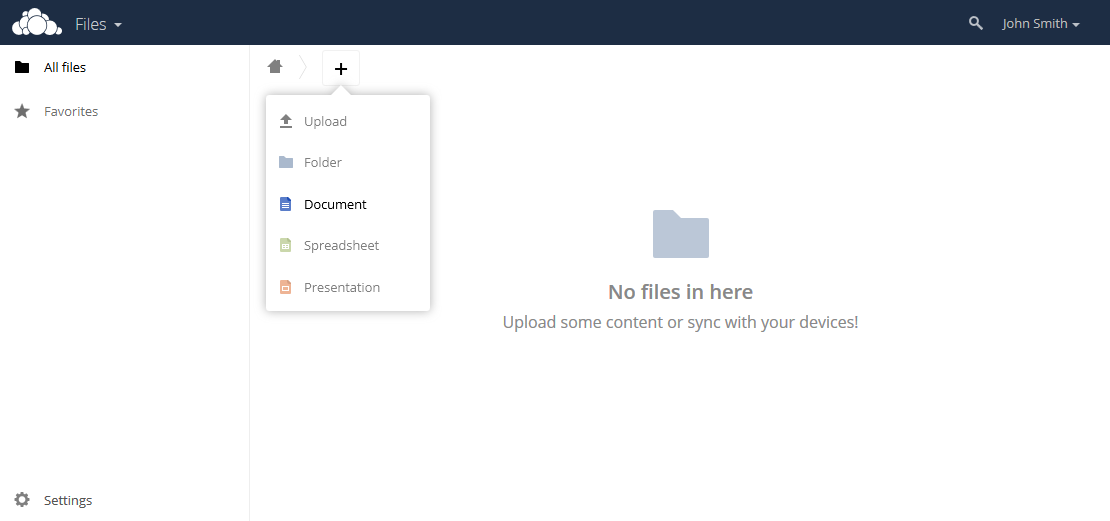 Files
John Smith
All files
Favorites
Upload
Folder
Document
Spreadsheet
Presentation
No files in here
Upload some content or sync with your devices!
Settings